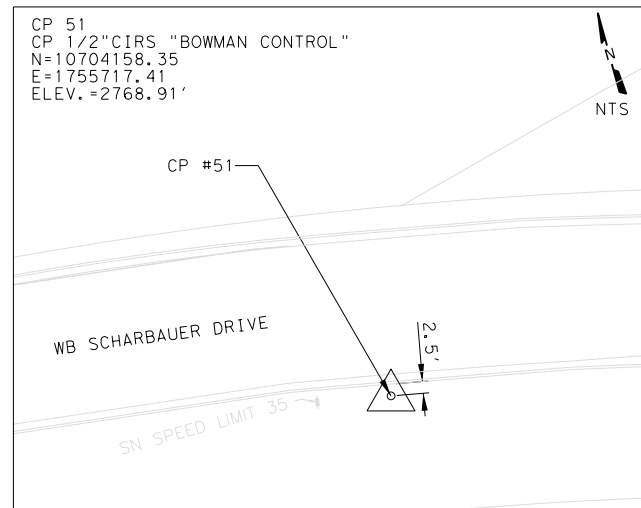 CP 51
CP 1/2"CIRS "BOWMAN CONTROL"
N=10704158.35
E=1755717.41
ELEV.=2768.91'
N
NTS
CP #51
WB SCHARBAUER DRIVE
2.5'
SN SPEED LIMIT 35